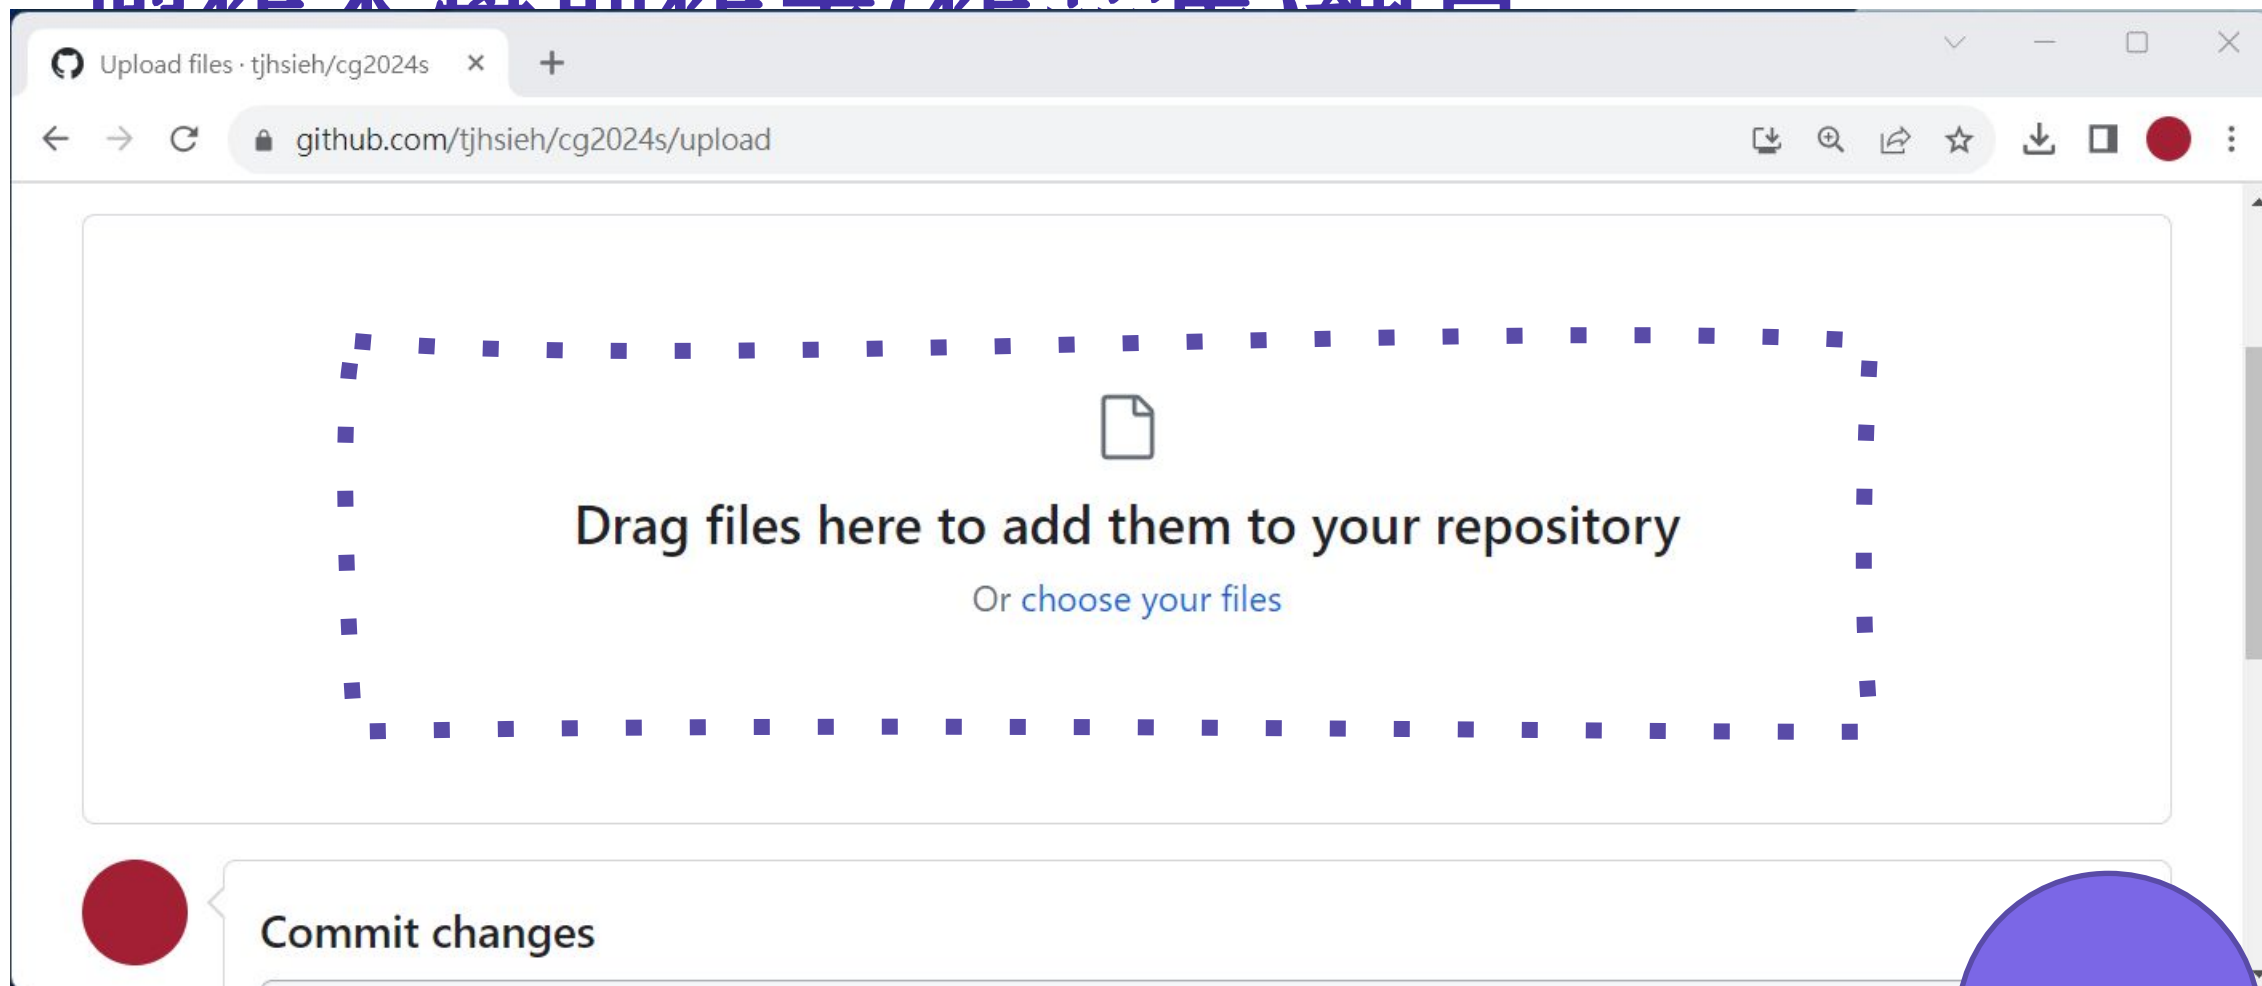 Upload files · tjhsieh/cg2024s
github.com/tjhsieh/cg2024s/upload
Drag files here to add them to your repository
Or choose your files
Commit changes